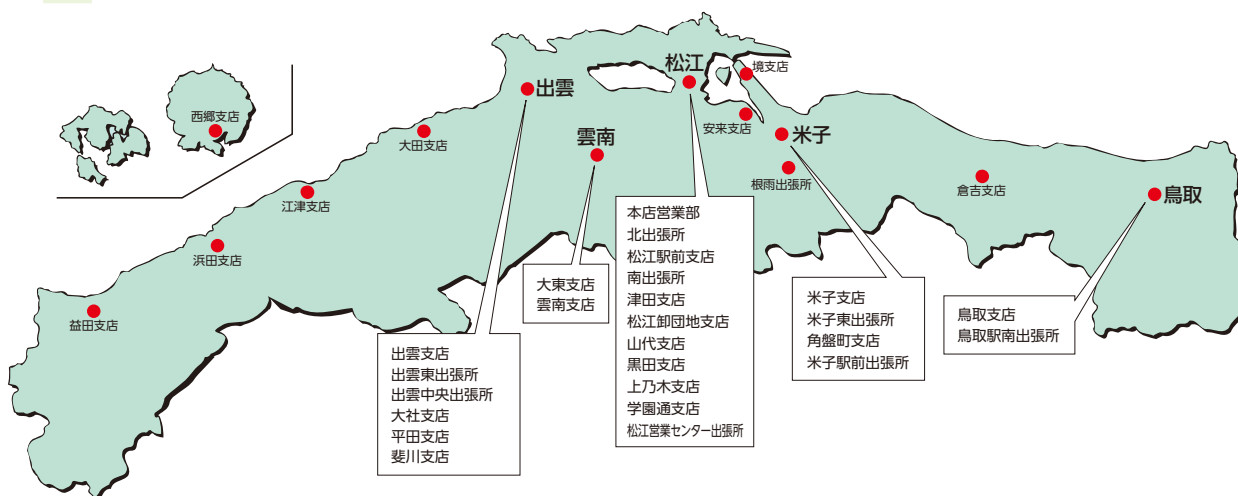 西郷支店
益田支店
浜田支店
江津支店
大田支店
出雲
出雲支店
出雲東出張所
出雲中央出張所
大社支店
平田支店
斐川支店
雲南
大東支店
雲南支店
松江
本店営業部
北出張所
松江駅前支店
南出張所
津田支店
松江卸団地支店
山代支店
黒田支店
上乃木支店
学園通支店
松江営業センター出張所
境支店
安来支店
米子
根雨出張所
米子支店
米子東出張所
角盤町支店
米子駅前出張所
倉吉支店
鳥取
鳥取支店
鳥取駅南出張所